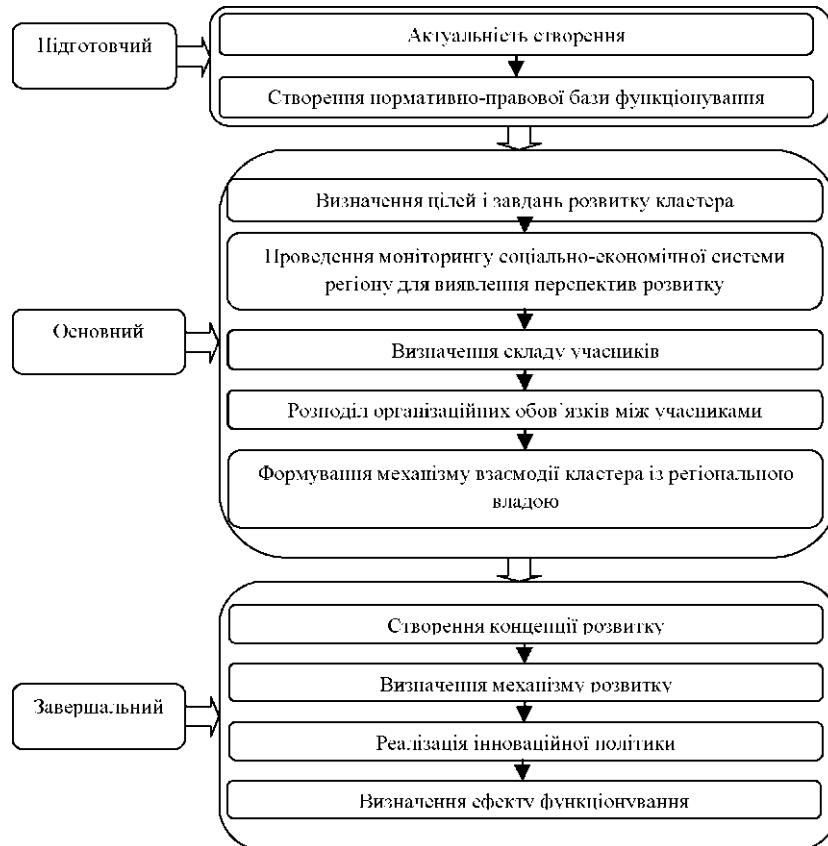 Підготовчий
Актуальність створення
Створення нормативно-правової бази функціонування
Визначення цілей і завдань розвитку кластера
Проведення моніторингу соціально-економічної системи
регіону для виявлення перспектив розвитку
Основний
Визначення складу учасників
Розподіл організаційних обов`язків між учасниками
Формування механізму взаємодії кластера із регіональною
владою
Створення концепції розвитку
Завершальний
Визначення механізму розвитку
Реалізація інноваційної політики
Визначення ефекту функціонування